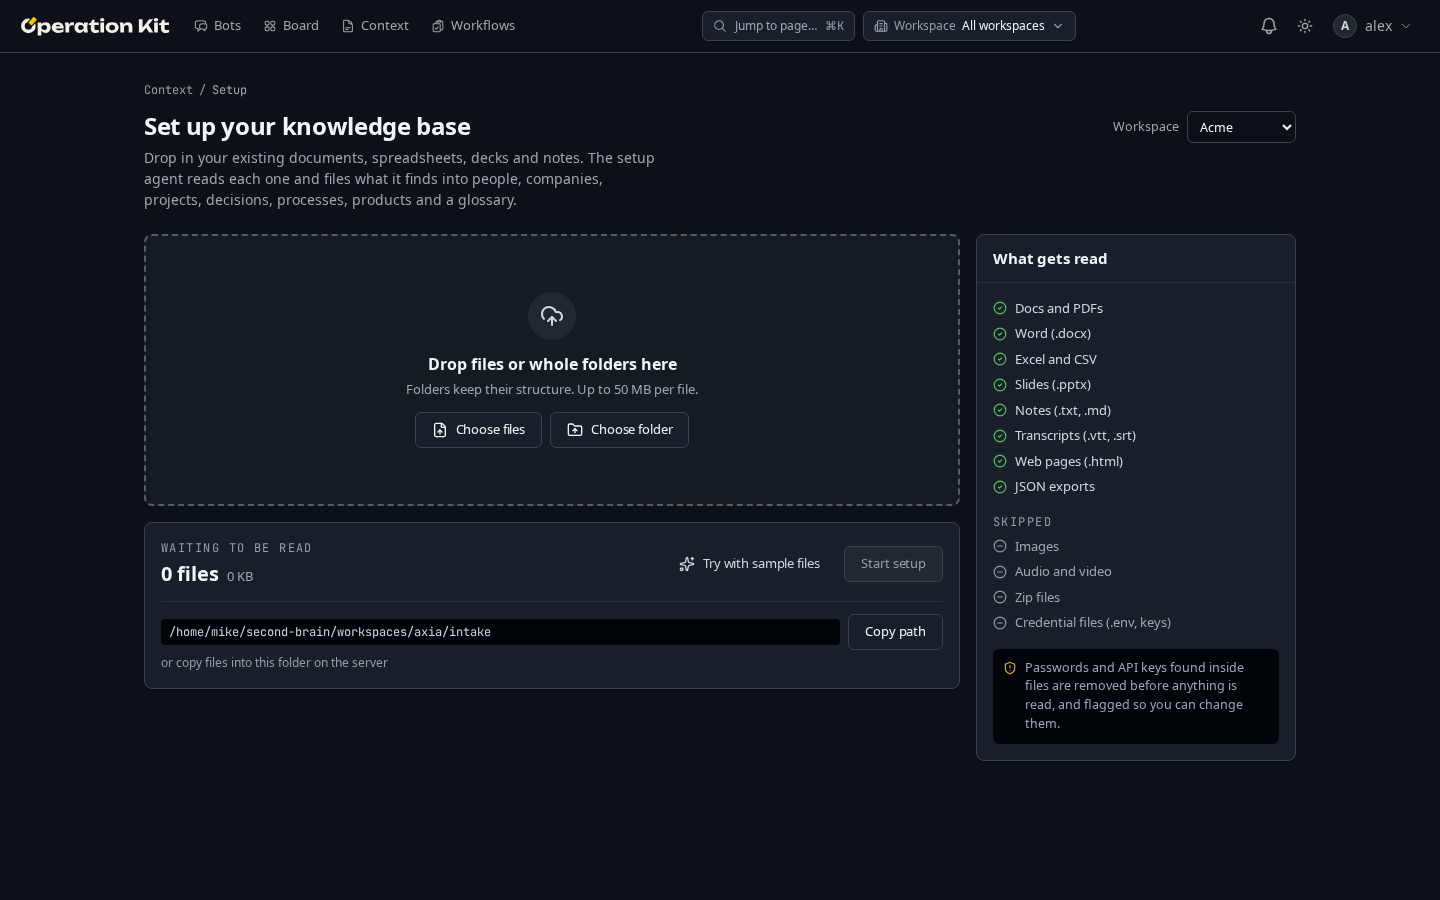 Operation Kit
Bots
Board
Context
Workflows
Jump to page... ⌘K
Workspace All workspaces
A
alex
Context / Setup
Set up your knowledge base
Workspace
Acme
Drop in your existing documents, spreadsheets, decks and notes. The setup
agent reads each one and files what it finds into people, companies,
projects, decisions, processes, products and a glossary.
Drop files or whole folders here
Folders keep their structure. Up to 50 MB per file.
Choose files
Choose folder
WAITING TO BE READ
0 files 0 KB
Try with sample files
Start setup
/home/mike/second-brain/workspaces/axia/intake
Copy path
or copy files into this folder on the server
What gets read
Docs and PDFs
Word (.docx)
Excel and CSV
Slides (.pptx)
Notes (.txt, .md)
Transcripts (.vtt, .srt)
Web pages (.html)
JSON exports
SKIPPED
Images
Audio and video
Zip files
Credential files (.env, keys)
Passwords and API keys found inside
files are removed before anything is
read, and flagged so you can change
them.